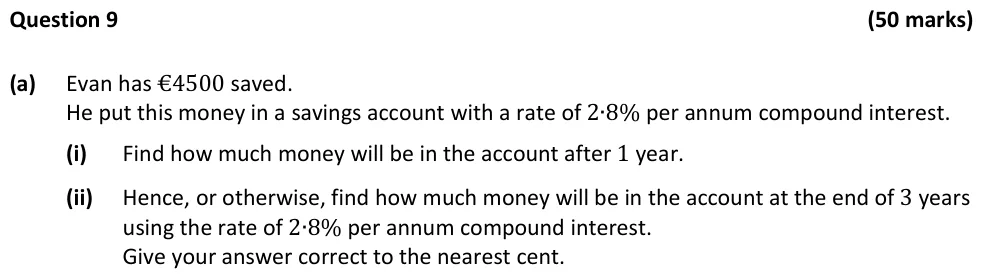 Question 9 (50 marks)
(a) Evan has €4500 saved.
He put this money in a savings account with a rate of 2·8% per annum compound interest.
(i) Find how much money will be in the account after 1 year.
(ii) Hence, or otherwise, find how much money will be in the account at the end of 3 years
using the rate of 2·8% per annum compound interest.
Give your answer correct to the nearest cent.